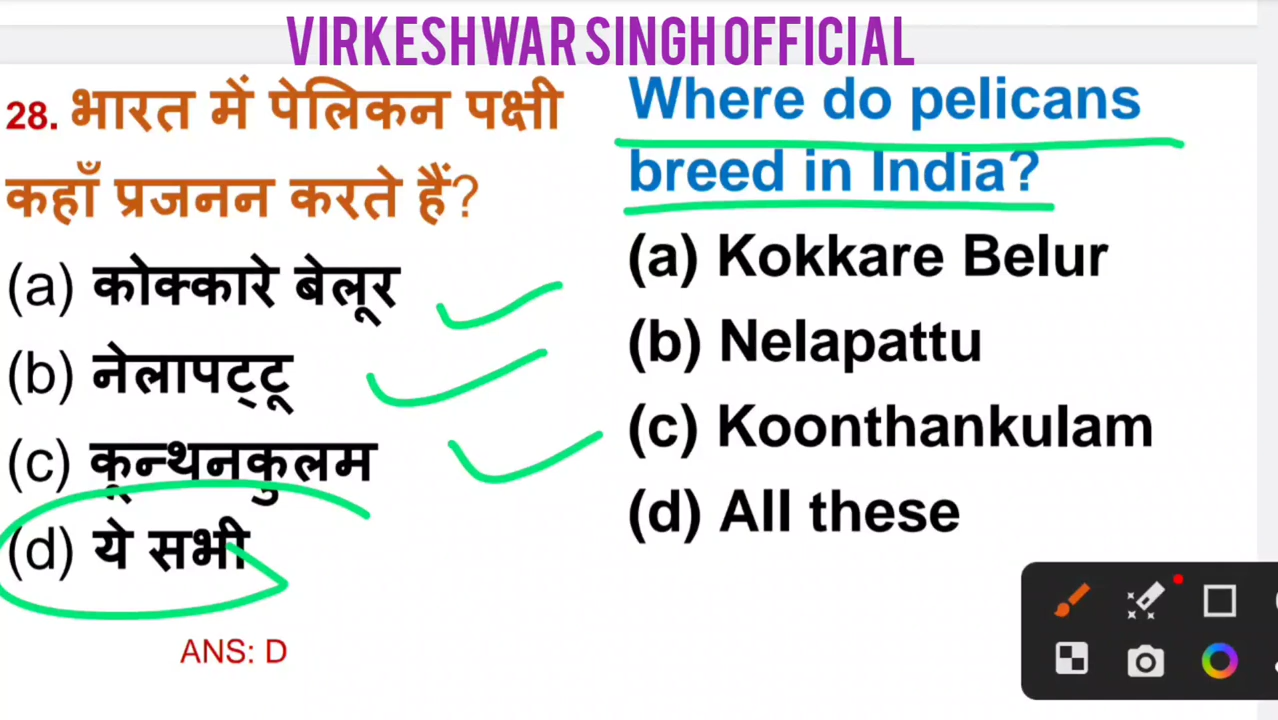 VIRKESHWAR SINGH OFFICIAL
28. भारत में पेलिकन पक्षी
कहाँ प्रजनन करते हैं?
(a) कोक्कारे बेलूर
(b) नेलापट्टू
(c) कून्थनकुलम
(d) ये सभी
ANS: D
Where do pelicans
breed in India?
(a) Kokkare Belur
(b) Nelapattu
(c) Koonthankulam
(d) All these